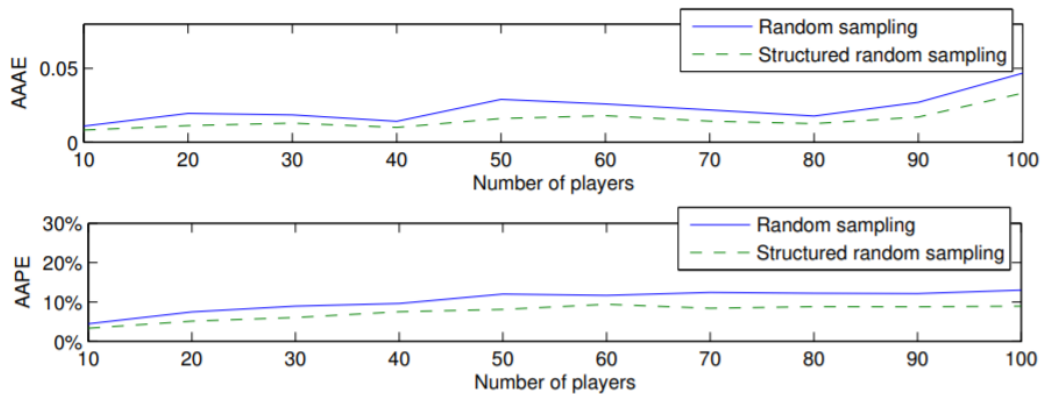 Random sampling
Structured random sampling
AAAE
0.05
0
10 20 30 40 50 60 70 80 90 100
Number of players
Random sampling
Structured random sampling
AAPE
30%
20%
10%
0%
10 20 30 40 50 60 70 80 90 100
Number of players